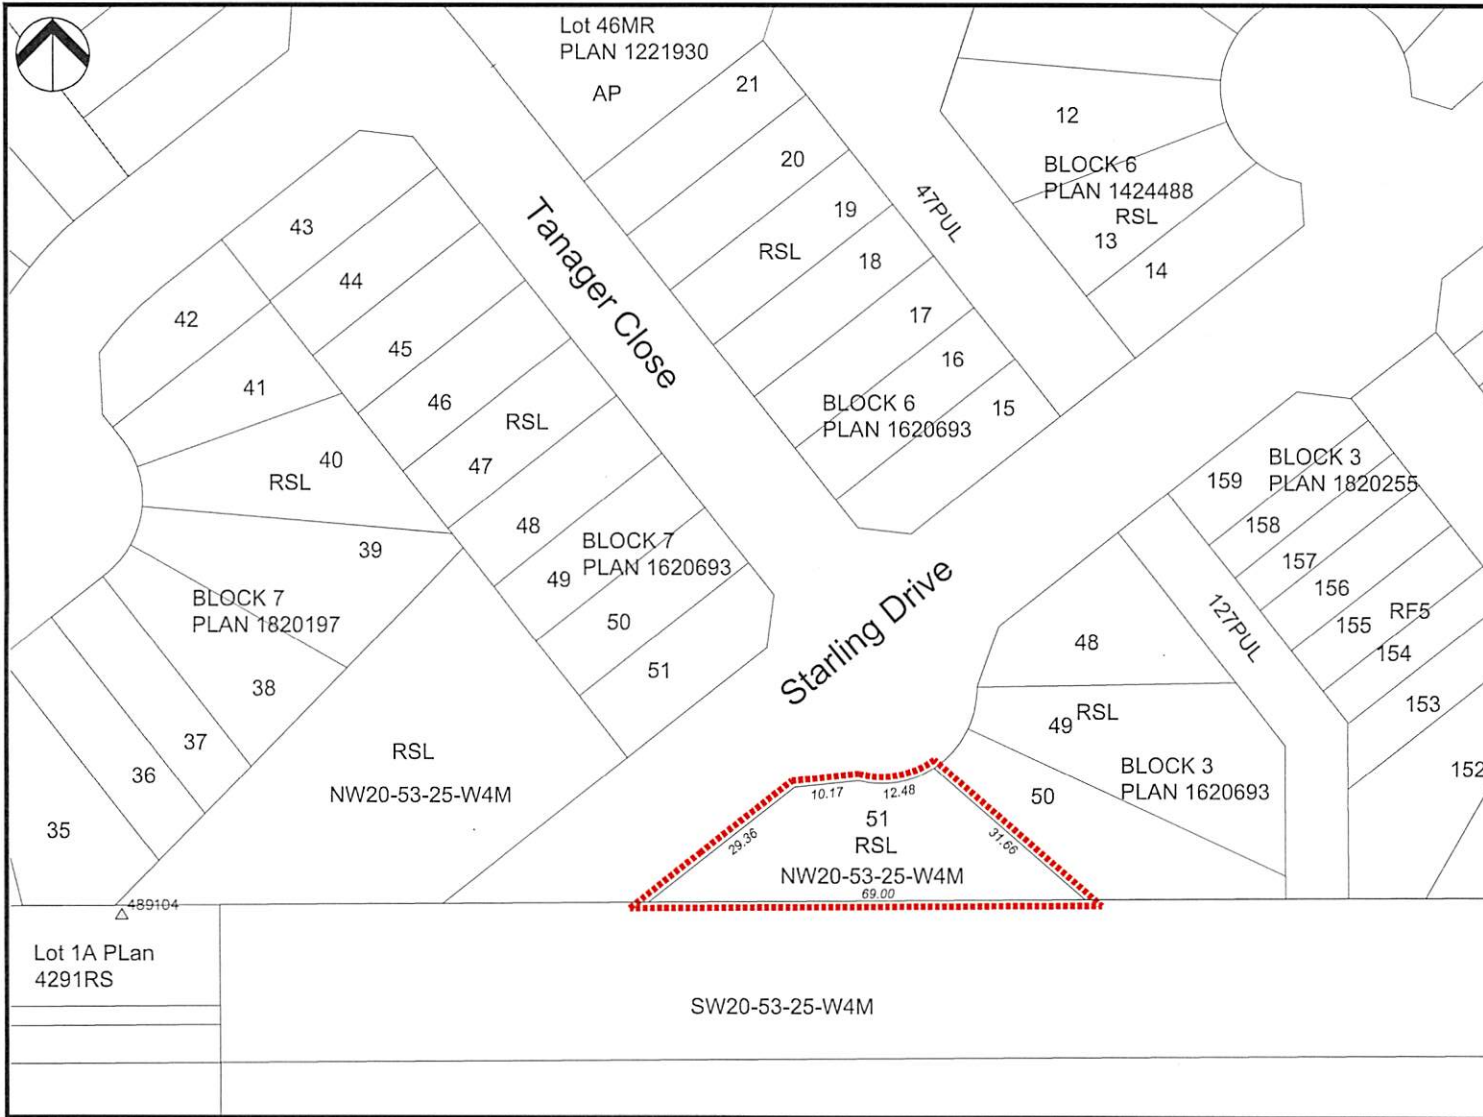 Lot 46MR
PLAN 1221930
AP
21
20
19
RSL
18
17
16
15
BLOCK 6
PLAN 1620693
47PUL
12
BLOCK 6
PLAN 1424488
RSL
13
14
Tanager Close
43
44
42
45
41
46
RSL
40
RSL
47
39
48
BLOCK 7
PLAN 1620693
49
50
51
BLOCK 7
PLAN 1820197
38
37
36
35
RSL
NW20-53-25-W4M
Starling Drive
159
BLOCK 3
PLAN 1820255
158
157
156
155
RF5
154
153
152
127PUL
48
49
RSL
BLOCK 3
PLAN 1620693
50
10.17
12.48
29.36
31.66
51
RSL
NW20-53-25-W4M
69.00
489104
Lot 1A PLan
4291RS
SW20-53-25-W4M